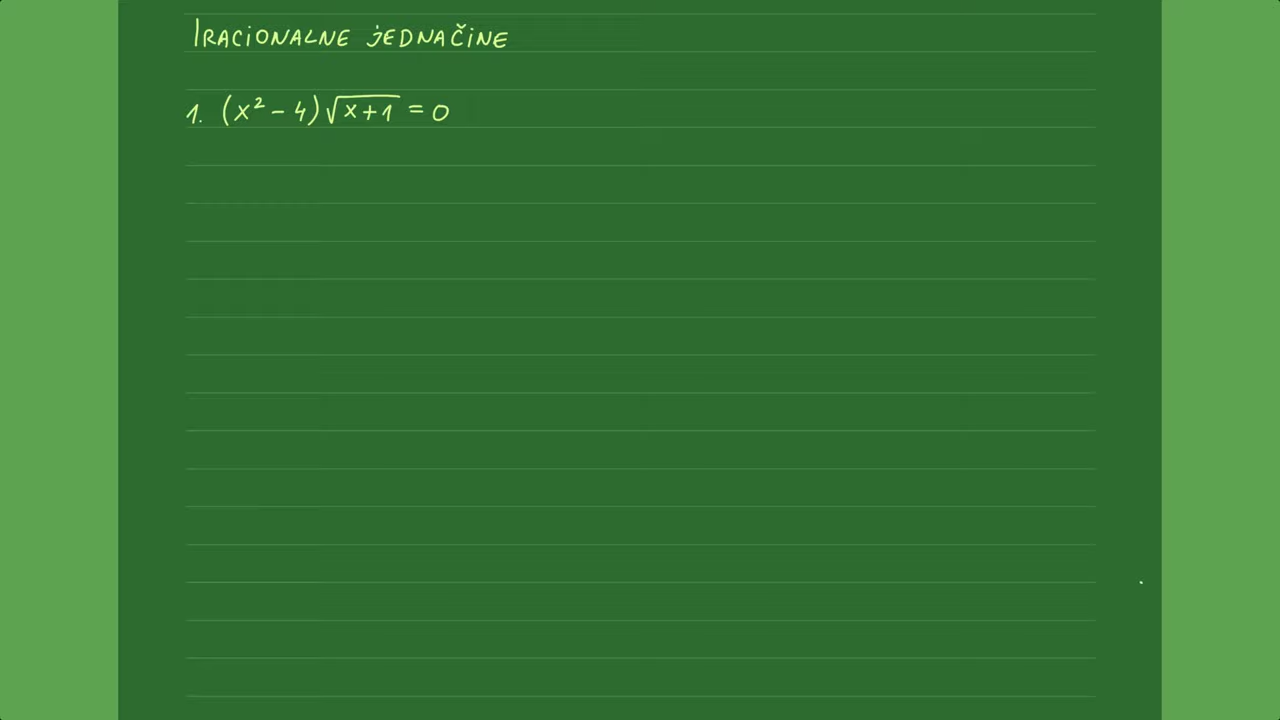 IRACIONALNE JEDNAČINE
1. (x² - 4)√(x+1) = 0